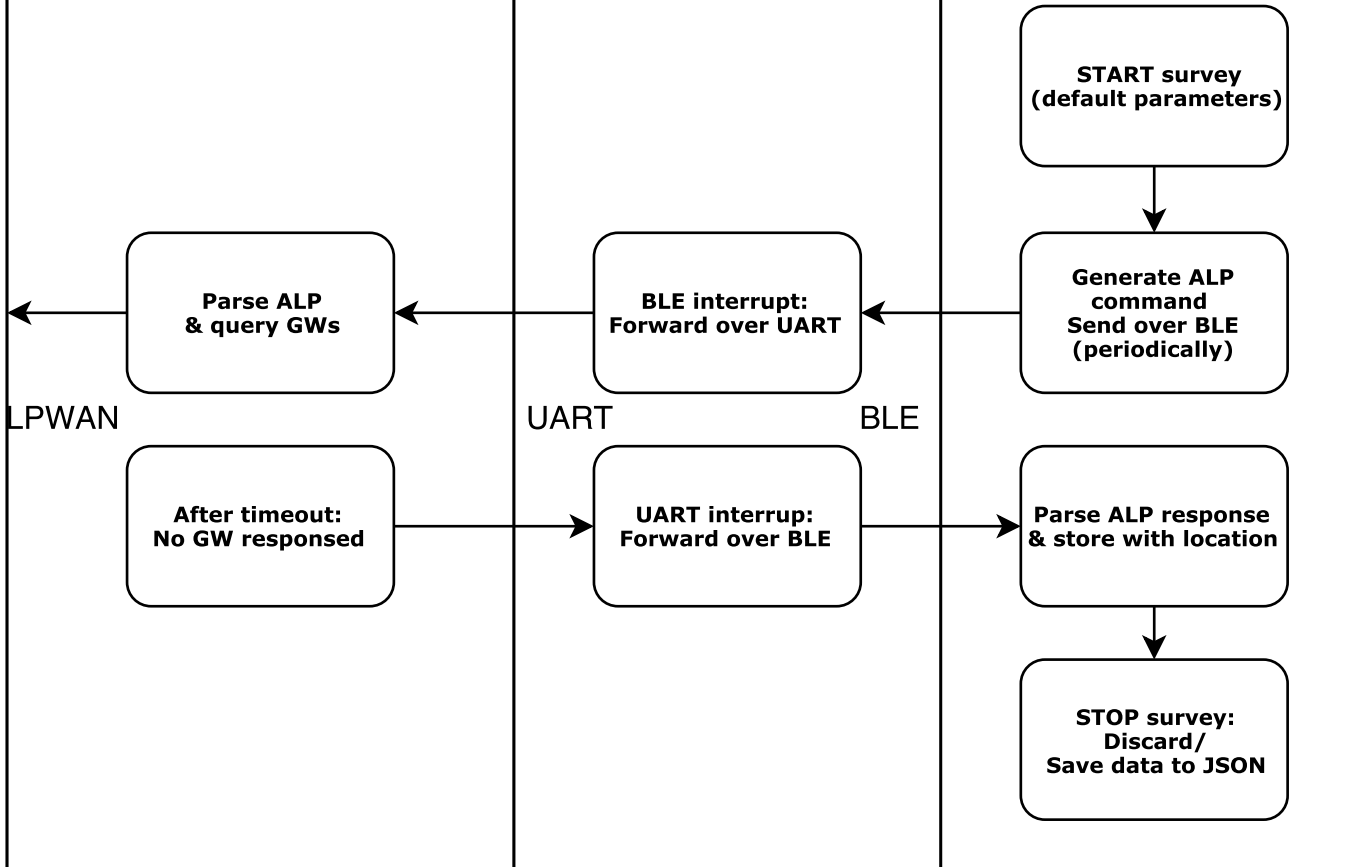 START survey
(default parameters)
Parse ALP
& query GWs
BLE interrupt:
Forward over UART
Generate ALP
command
Send over BLE
(periodically)
LPWAN
UART
BLE
After timeout:
No GW responsed
UART interrup:
Forward over BLE
Parse ALP response
& store with location
STOP survey:
Discard/
Save data to JSON